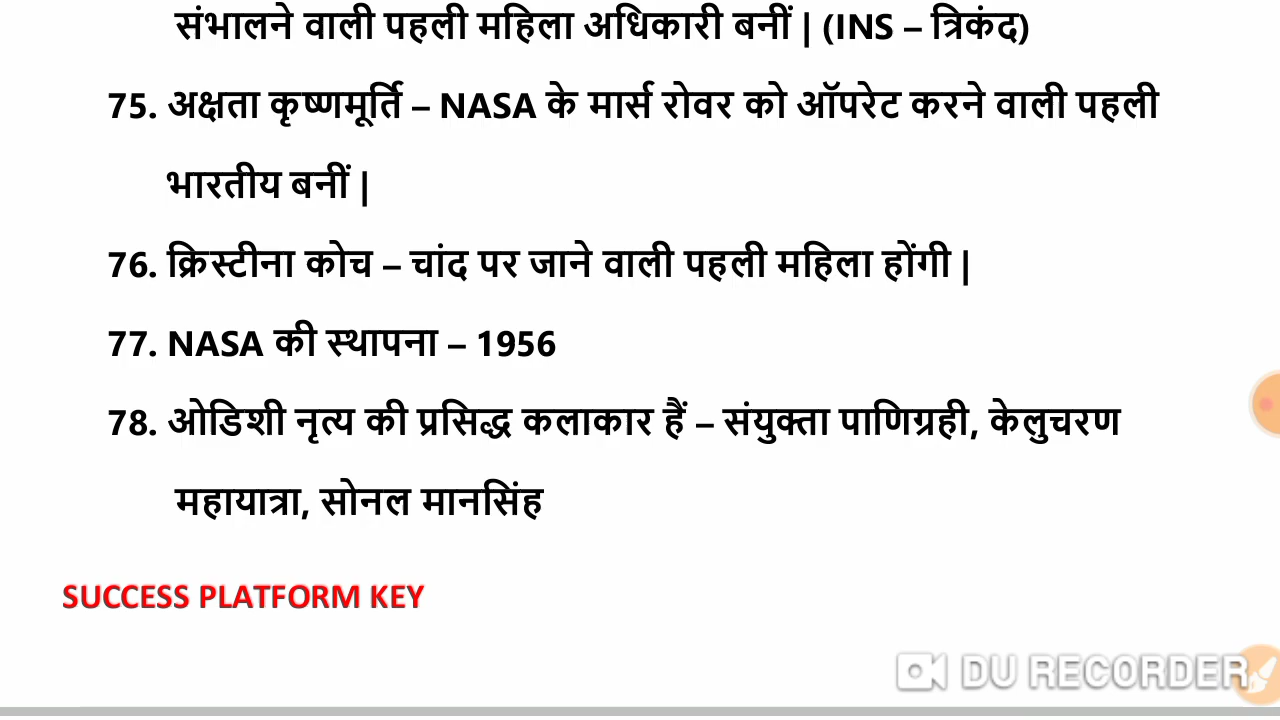 संभालने वाली पहली महिला अधिकारी बनीं | (INS – त्रिकंद)
75. अक्षता कृष्णमूर्ति – NASA के मार्स रोवर को ऑपरेट करने वाली पहली
भारतीय बनीं |
76. क्रिस्टीना कोच – चांद पर जाने वाली पहली महिला होंगी |
77. NASA की स्थापना – 1956
78. ओडिशी नृत्य की प्रसिद्ध कलाकार हैं – संयुक्ता पाणिग्रही, केलुचरण
महायात्रा, सोनल मानसिंह
SUCCESS PLATFORM KEY
DU RECORDER